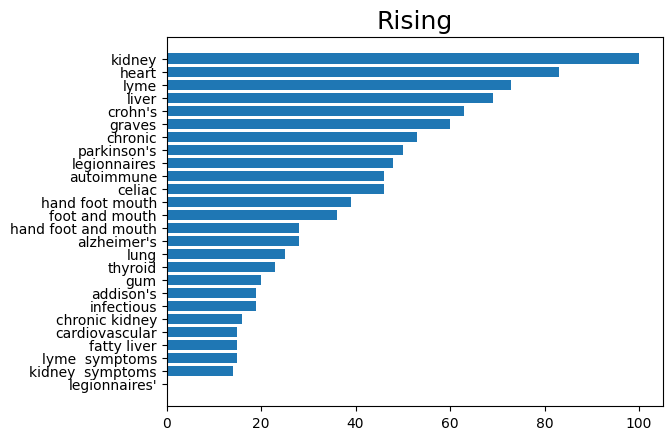 Rising
kidney
heart
lyme
liver
crohn's
graves
chronic
parkinson's
legionnaires
autoimmune
celiac
hand foot mouth
foot and mouth
hand foot and mouth
alzheimer's
lung
thyroid
gum
addison's
infectious
chronic kidney
cardiovascular
fatty liver
lyme  symptoms
kidney  symptoms
legionnaires'
0 20 40 60 80 100